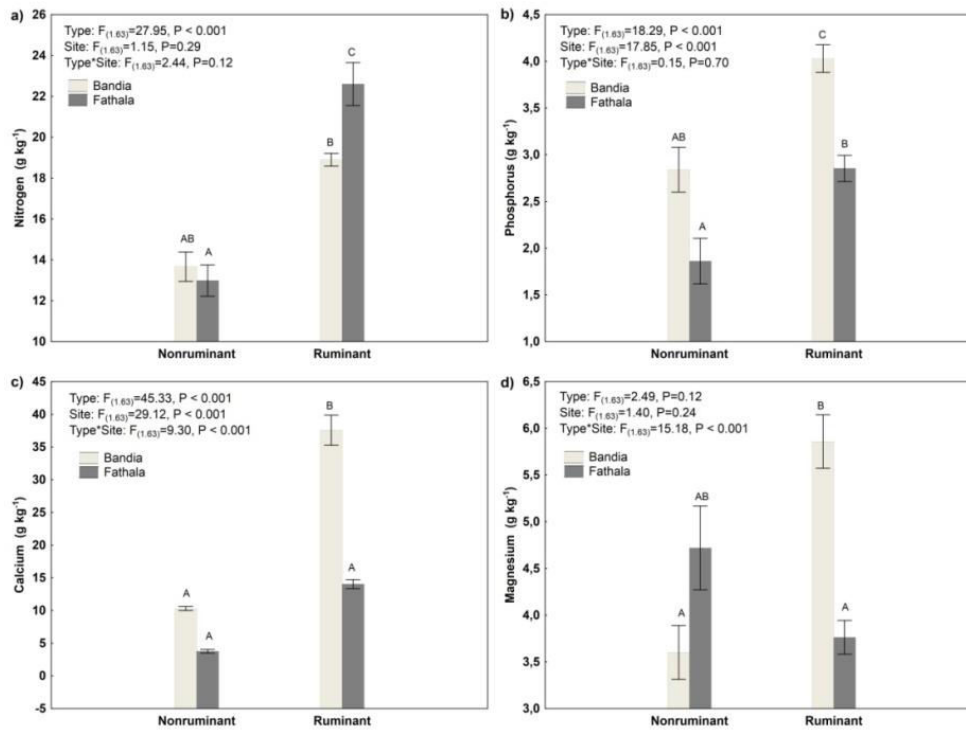 a)
Type: F(1.63)=27.95, P < 0.001
Site: F(1.63)=1.15, P=0.29
Type*Site: F(1.63)=2.44, P=0.12
Bandia
Fathala
Nitrogen (g kg-1)
26
24
22
20
18
16
14
12
10
AB
A
B
C
Nonruminant
Ruminant
b)
Type: F(1.63)=18.29, P < 0.001
Site: F(1.63)=17.85, P < 0.001
Type*Site: F(1.63)=0.15, P=0.70
Bandia
Fathala
Phosphorus (g kg-1)
4,5
4,0
3,5
3,0
2,5
2,0
1,5
1,0
AB
A
C
B
Nonruminant
Ruminant
c)
Type: F(1.63)=45.33, P < 0.001
Site: F(1.63)=29.12, P < 0.001
Type*Site: F(1.63)=9.30, P < 0.001
Bandia
Fathala
Calcium (g kg-1)
45
40
35
30
25
20
15
10
5
0
-5
A
A
B
A
Nonruminant
Ruminant
d)
Type: F(1.63)=2.49, P=0.12
Site: F(1.63)=1.40, P=0.24
Type*Site: F(1.63)=15.18, P < 0.001
Bandia
Fathala
Magnesium (g kg-1)
6,5
6,0
5,5
5,0
4,5
4,0
3,5
3,0
A
AB
B
A
Nonruminant
Ruminant